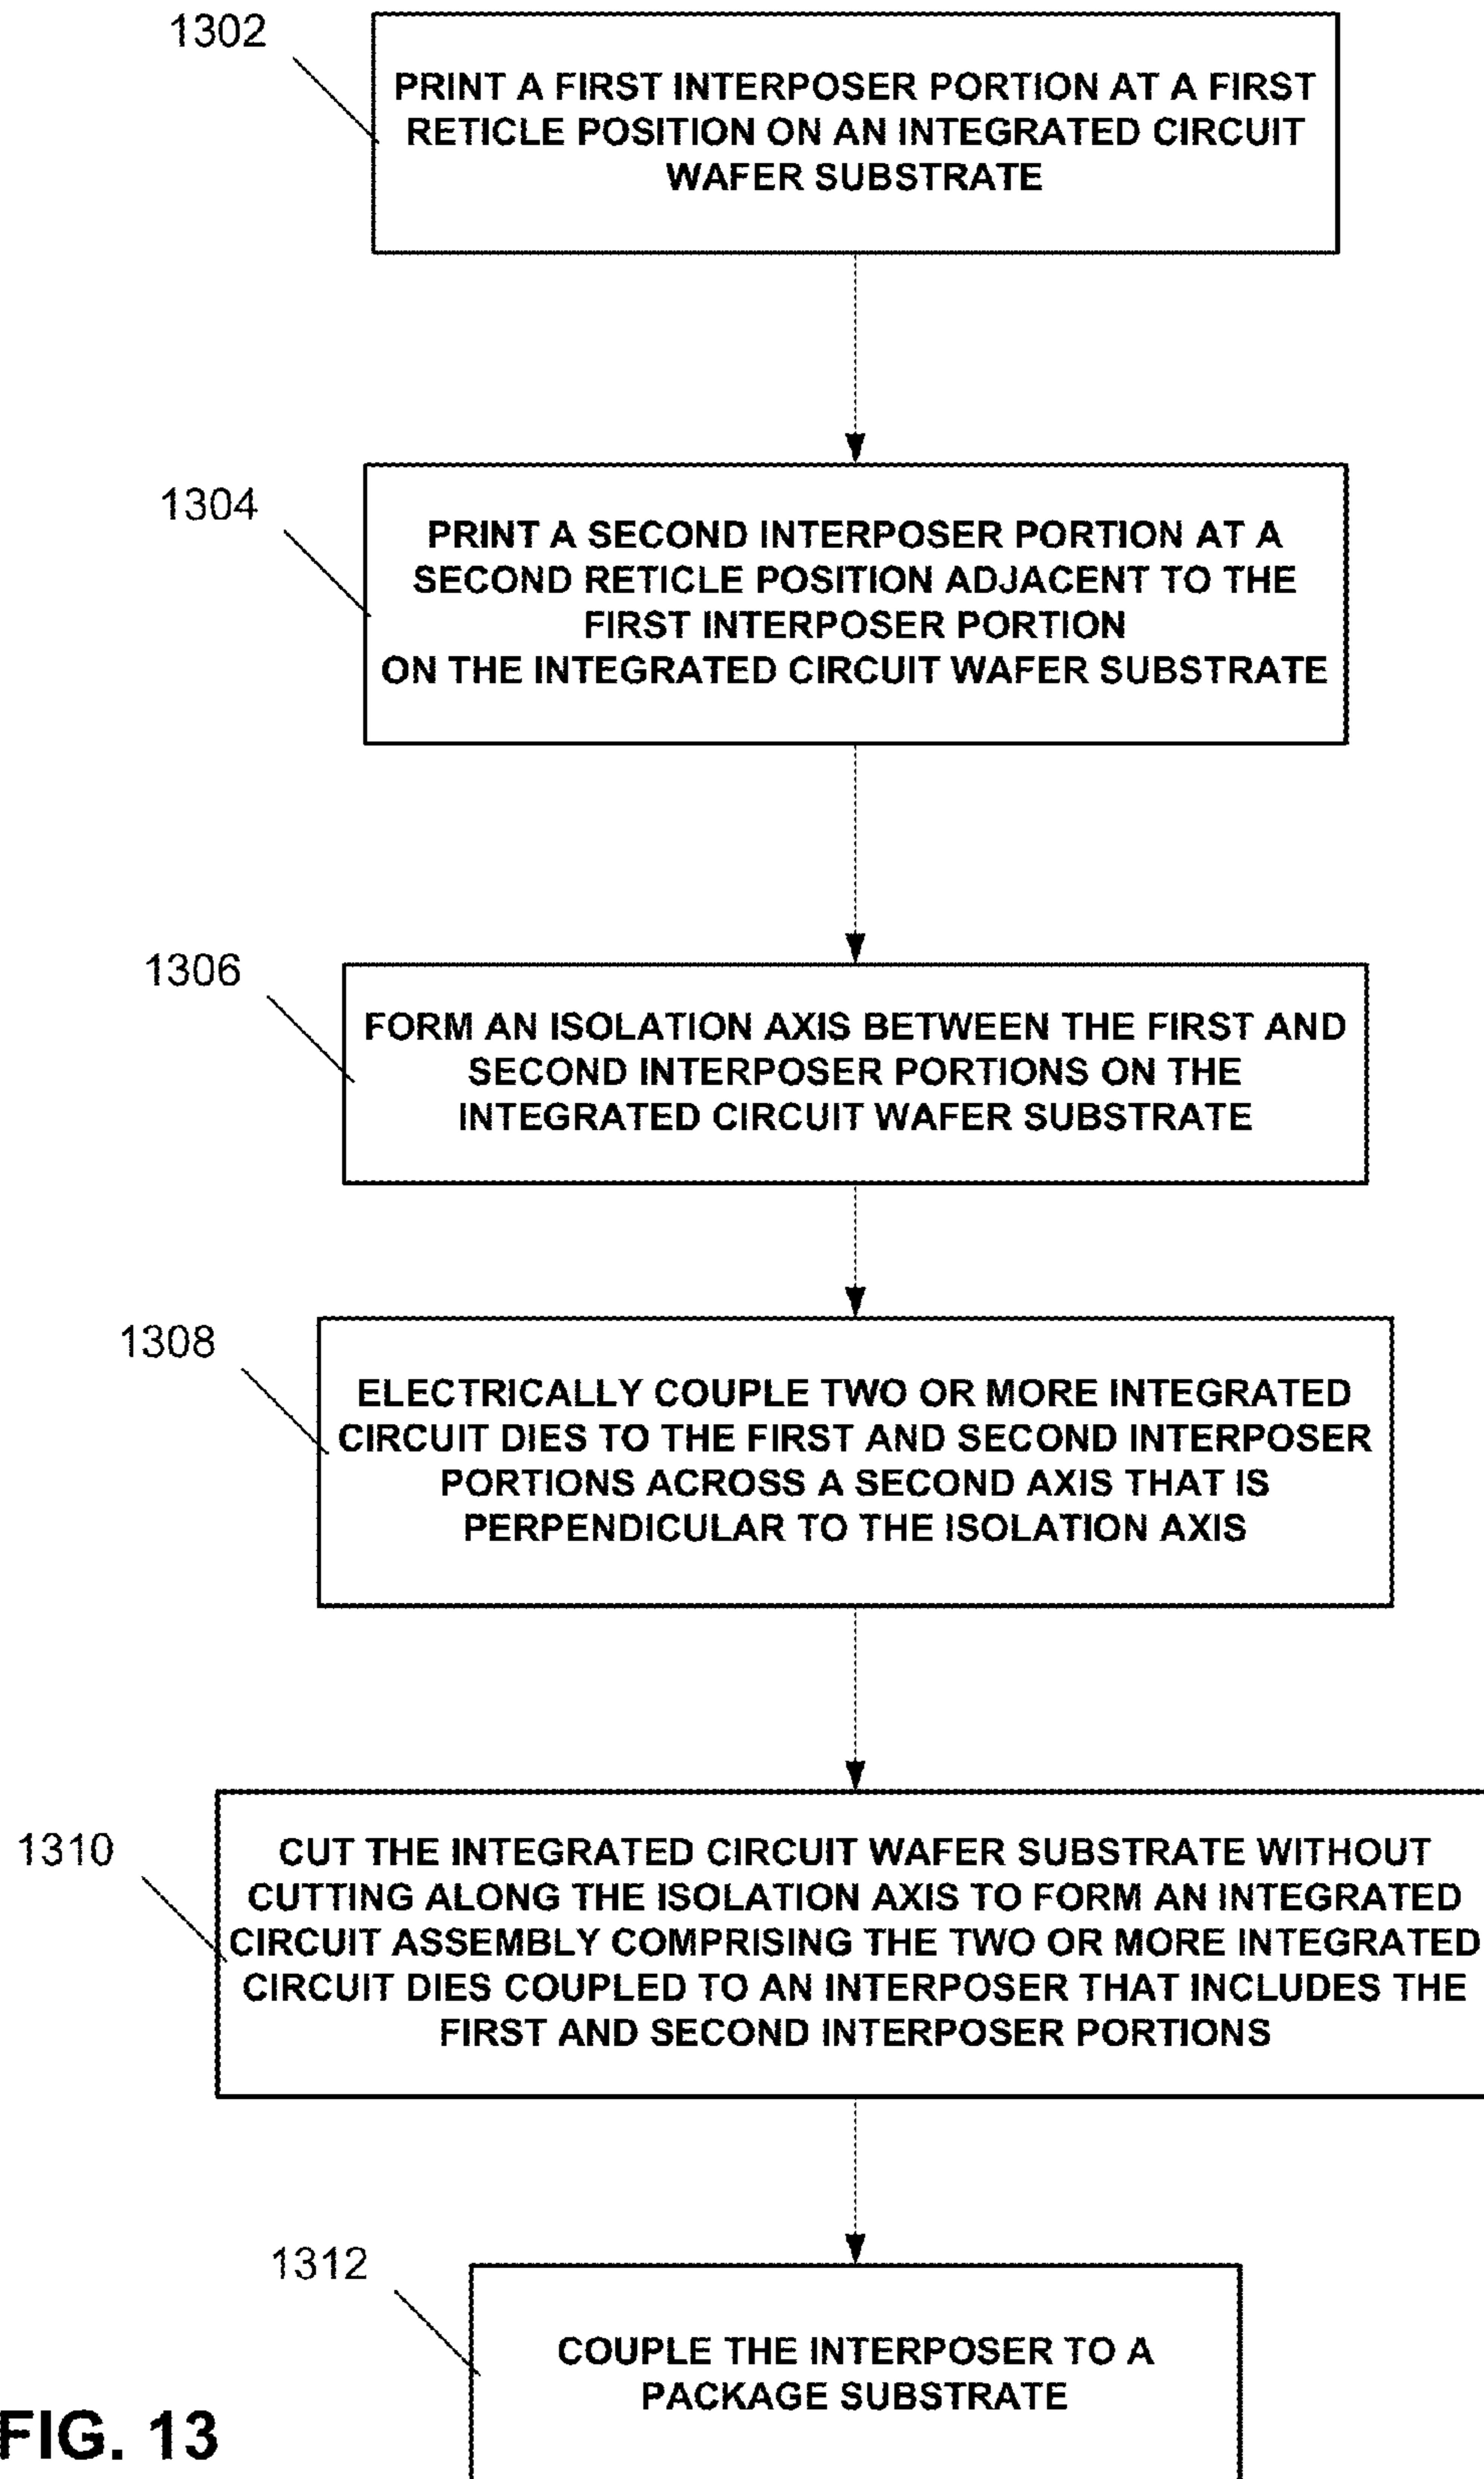 1302
PRINT A FIRST INTERPOSER PORTION AT A FIRST
RETICLE POSITION ON AN INTEGRATED CIRCUIT
WAFER SUBSTRATE
1304
PRINT A SECOND INTERPOSER PORTION AT A
SECOND RETICLE POSITION ADJACENT TO THE
FIRST INTERPOSER PORTION
ON THE INTEGRATED CIRCUIT WAFER SUBSTRATE
1306
FORM AN ISOLATION AXIS BETWEEN THE FIRST AND
SECOND INTERPOSER PORTIONS ON THE
INTEGRATED CIRCUIT WAFER SUBSTRATE
1308
ELECTRICALLY COUPLE TWO OR MORE INTEGRATED
CIRCUIT DIES TO THE FIRST AND SECOND INTERPOSER
PORTIONS ACROSS A SECOND AXIS THAT IS
PERPENDICULAR TO THE ISOLATION AXIS
1310
CUT THE INTEGRATED CIRCUIT WAFER SUBSTRATE WITHOUT
CUTTING ALONG THE ISOLATION AXIS TO FORM AN INTEGRATED
CIRCUIT ASSEMBLY COMPRISING THE TWO OR MORE INTEGRATED
CIRCUIT DIES COUPLED TO AN INTERPOSER THAT INCLUDES THE
FIRST AND SECOND INTERPOSER PORTIONS
1312
COUPLE THE INTERPOSER TO A
PACKAGE SUBSTRATE
FIG. 13